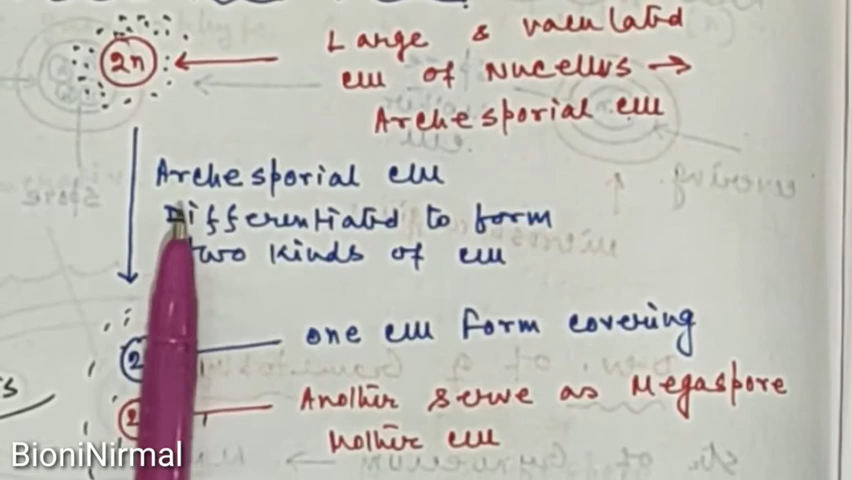 2n
Large & vaculated
cell of Nucellus →
Archesporial cell
Archesporial cell
Differentiated to form
two kinds of cell
one cell form covering
Another serve as Megaspore
Mother cell
BioniNirmal